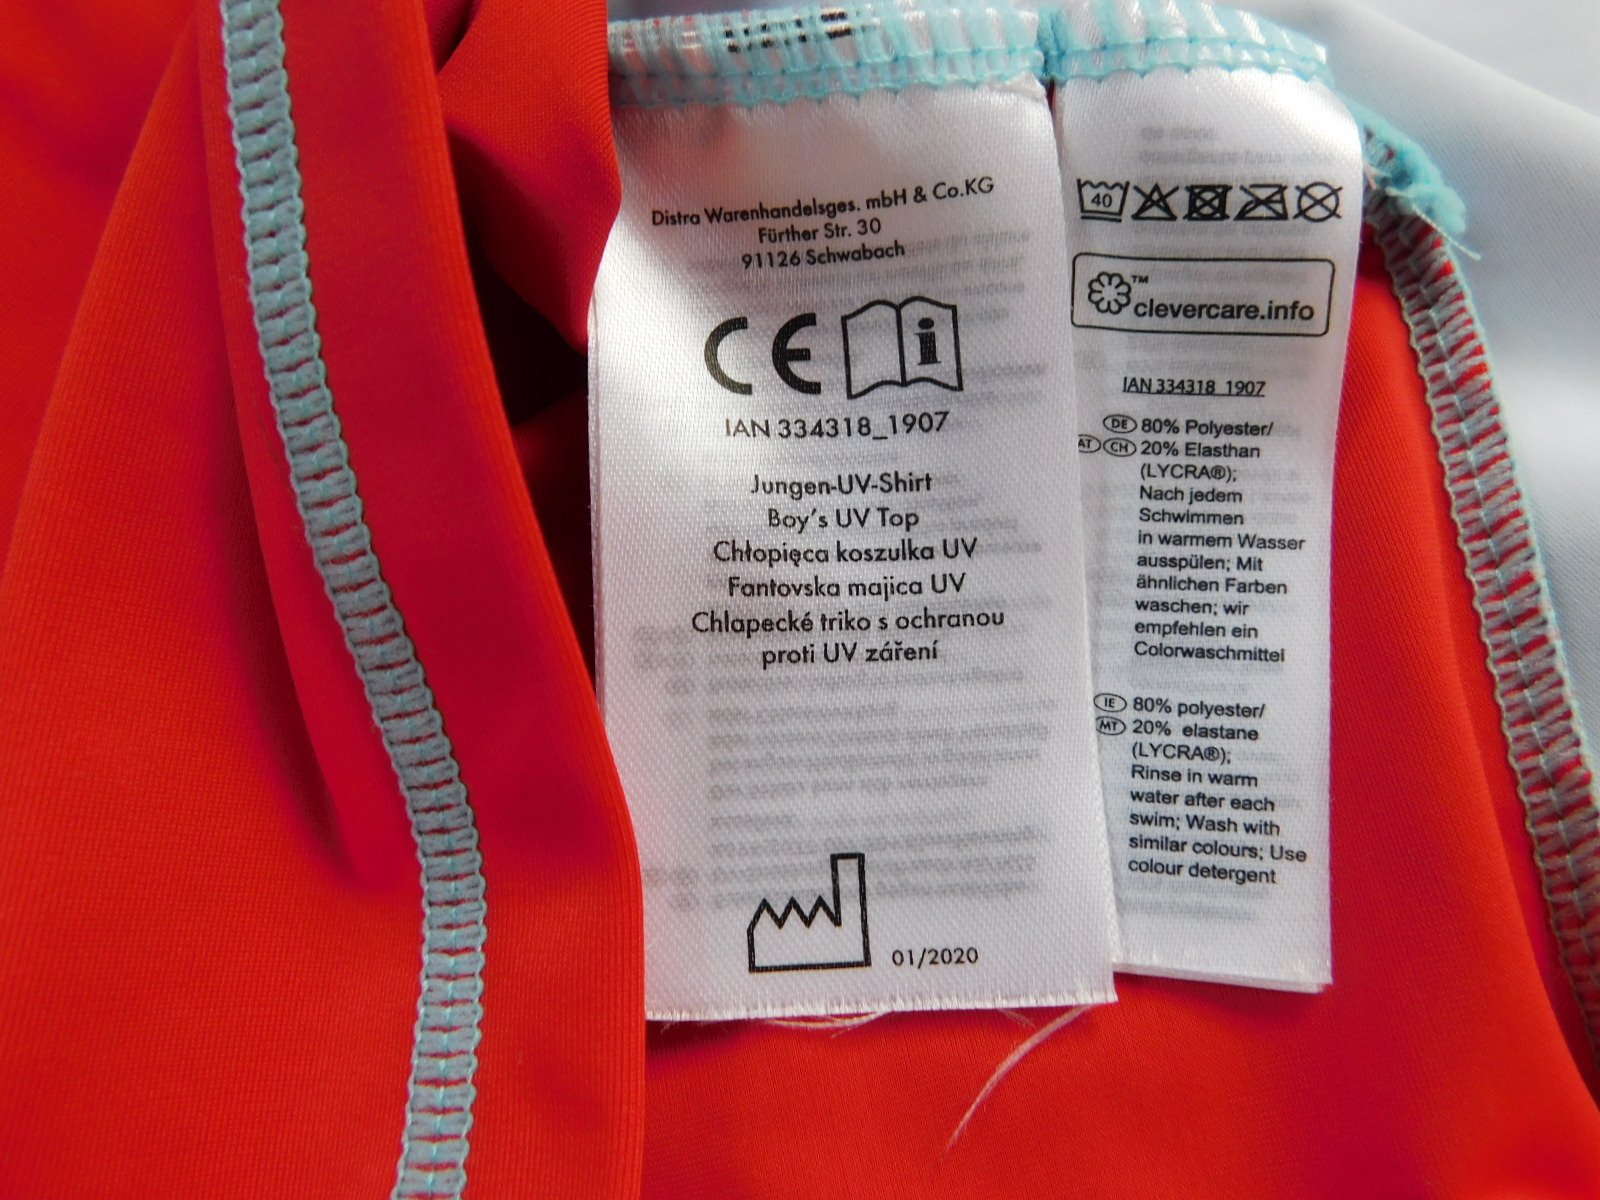 Distra Warenhandelsges. mbH & Co.KG
Further Str. 30
91126 Schwabach
CE
i
IAN 334318_1907
Jungen-UV-Shirt
Boy's UV Top
Chłopięca koszulka UV
Fantovska majica UV
Chlapecké triko s ochranou
proti UV záření
01/2020
40
™
clevercare.info
IAN 334318_1907
DE 80% Polyester/
AT CH 20% Elasthan
(LYCRA®);
Nach jedem
Schwimmen
in warmem Wasser
ausspülen; Mit
ähnlichen Farben
waschen; wir
empfehlen ein
Colorwaschmittel
IE 80% polyester/
MT 20% elastane
(LYCRA®);
Rinse in warm
water after each
swim; Wash with
similar colours; Use
colour detergent